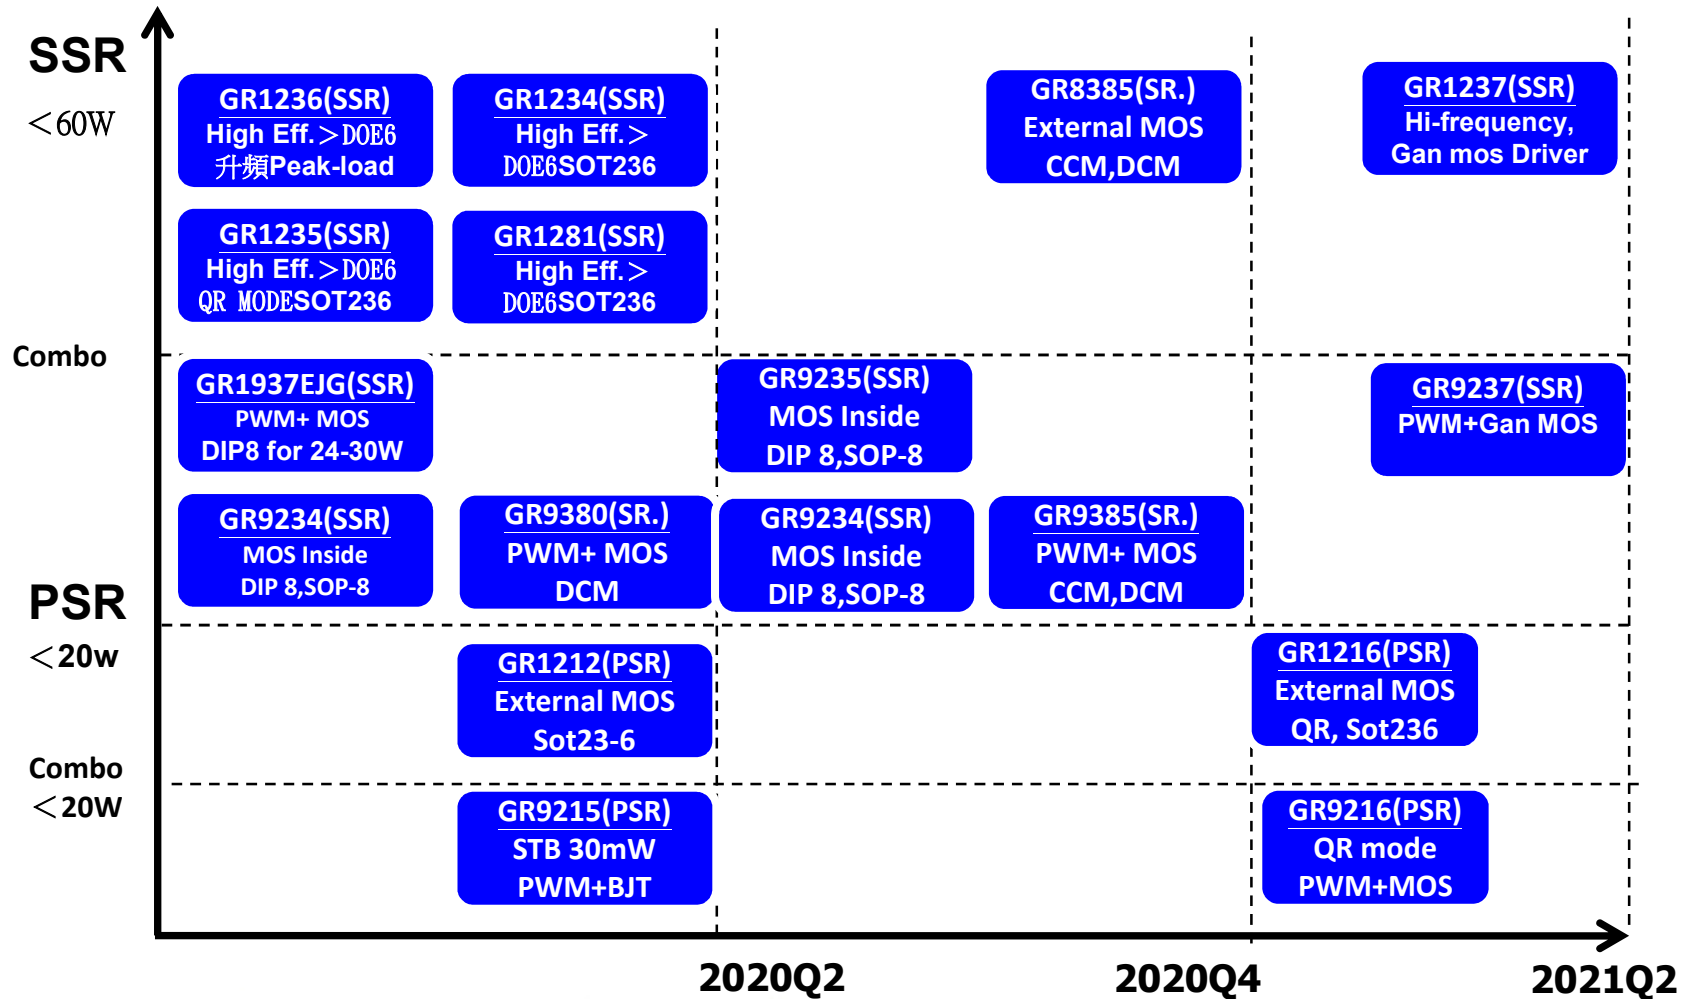 SSR
<60W
GR1236(SSR)
High Eff.>DOE6
升頻Peak-load
GR1234(SSR)
High Eff.>
DOE6SOT236
GR8385(SR.)
External MOS
CCM,DCM
GR1237(SSR)
Hi-frequency,
Gan mos Driver
GR1235(SSR)
High Eff.>DOE6
QR MODESOT236
GR1281(SSR)
High Eff.>
DOE6SOT236
Combo
GR1937EJG(SSR)
PWM+ MOS
DIP8 for 24-30W
GR9235(SSR)
MOS Inside
DIP 8,SOP-8
GR9237(SSR)
PWM+Gan MOS
GR9234(SSR)
MOS Inside
DIP 8,SOP-8
GR9380(SR.)
PWM+ MOS
DCM
GR9234(SSR)
MOS Inside
DIP 8,SOP-8
GR9385(SR.)
PWM+ MOS
CCM,DCM
PSR
<20w
GR1212(PSR)
External MOS
Sot23-6
GR1216(PSR)
External MOS
QR, Sot236
Combo
<20W
GR9215(PSR)
STB 30mW
PWM+BJT
GR9216(PSR)
QR mode
PWM+MOS
2020Q2
2020Q4
2021Q2